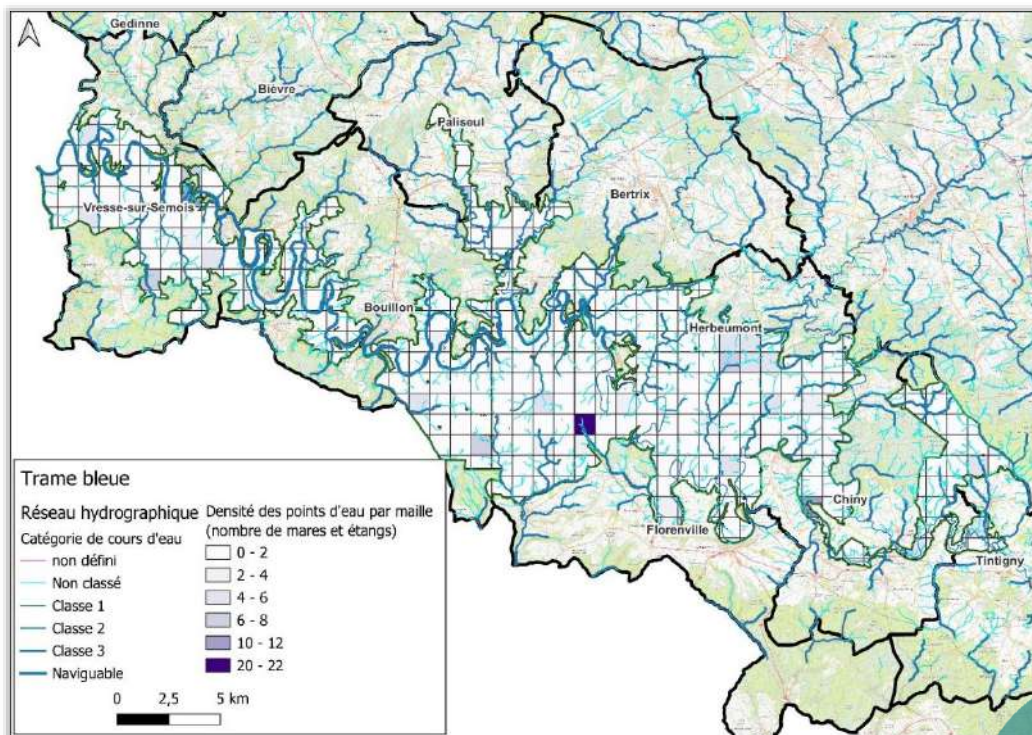 Gedinne
Bièvre
Paliseul
Bertrix
Vresse-sur-Semois
Bouillon
Herbeumont
Chiny
Florenville
Tintigny
Trame bleue
Réseau hydrographique
Catégorie de cours d'eau
non défini
Non classé
Classe 1
Classe 2
Classe 3
Naviguable
0 2,5 5 km
Densité des points d'eau par maille
(nombre de mares et étangs)
0 - 2
2 - 4
4 - 6
6 - 8
10 - 12
20 - 22